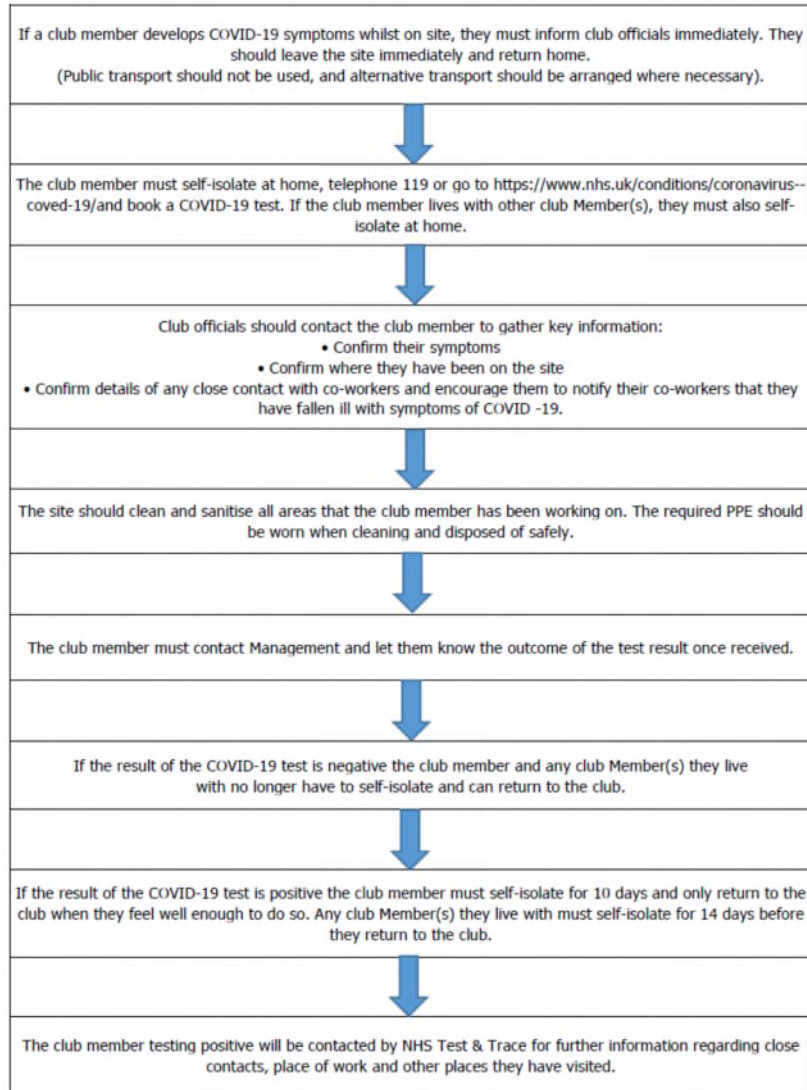 If a club member develops COVID-19 symptoms whilst on site, they must inform club officials immediately. They
should leave the site immediately and return home.
(Public transport should not be used, and alternative transport should be arranged where necessary).
The club member must self-isolate at home, telephone 119 or go to https://www.nhs.uk/conditions/coronavirus--
coved-19/and book a COVID-19 test. If the club member lives with other club Member(s), they must also self-
isolate at home.
Club officials should contact the club member to gather key information:
• Confirm their symptoms
• Confirm where they have been on the site
• Confirm details of any close contact with co-workers and encourage them to notify their co-workers that they
have fallen ill with symptoms of COVID -19.
The site should clean and sanitise all areas that the club member has been working on. The required PPE should
be worn when cleaning and disposed of safely.
The club member must contact Management and let them know the outcome of the test result once received.
If the result of the COVID-19 test is negative the club member and any club Member(s) they live
with no longer have to self-isolate and can return to the club.
If the result of the COVID-19 test is positive the club member must self-isolate for 10 days and only return to the
club when they feel well enough to do so. Any club Member(s) they live with must self-isolate for 14 days before
they return to the club.
The club member testing positive will be contacted by NHS Test & Trace for further information regarding close
contacts, place of work and other places they have visited.